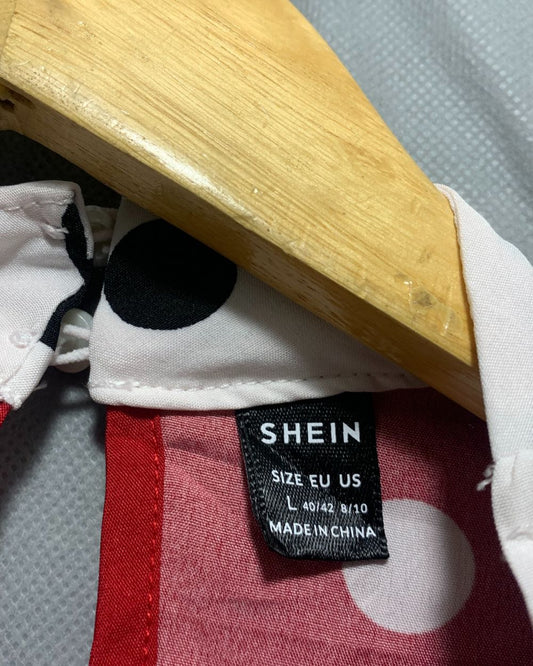 SHEIN
SIZE EU US
L 40/42 8/10
MADE IN CHINA